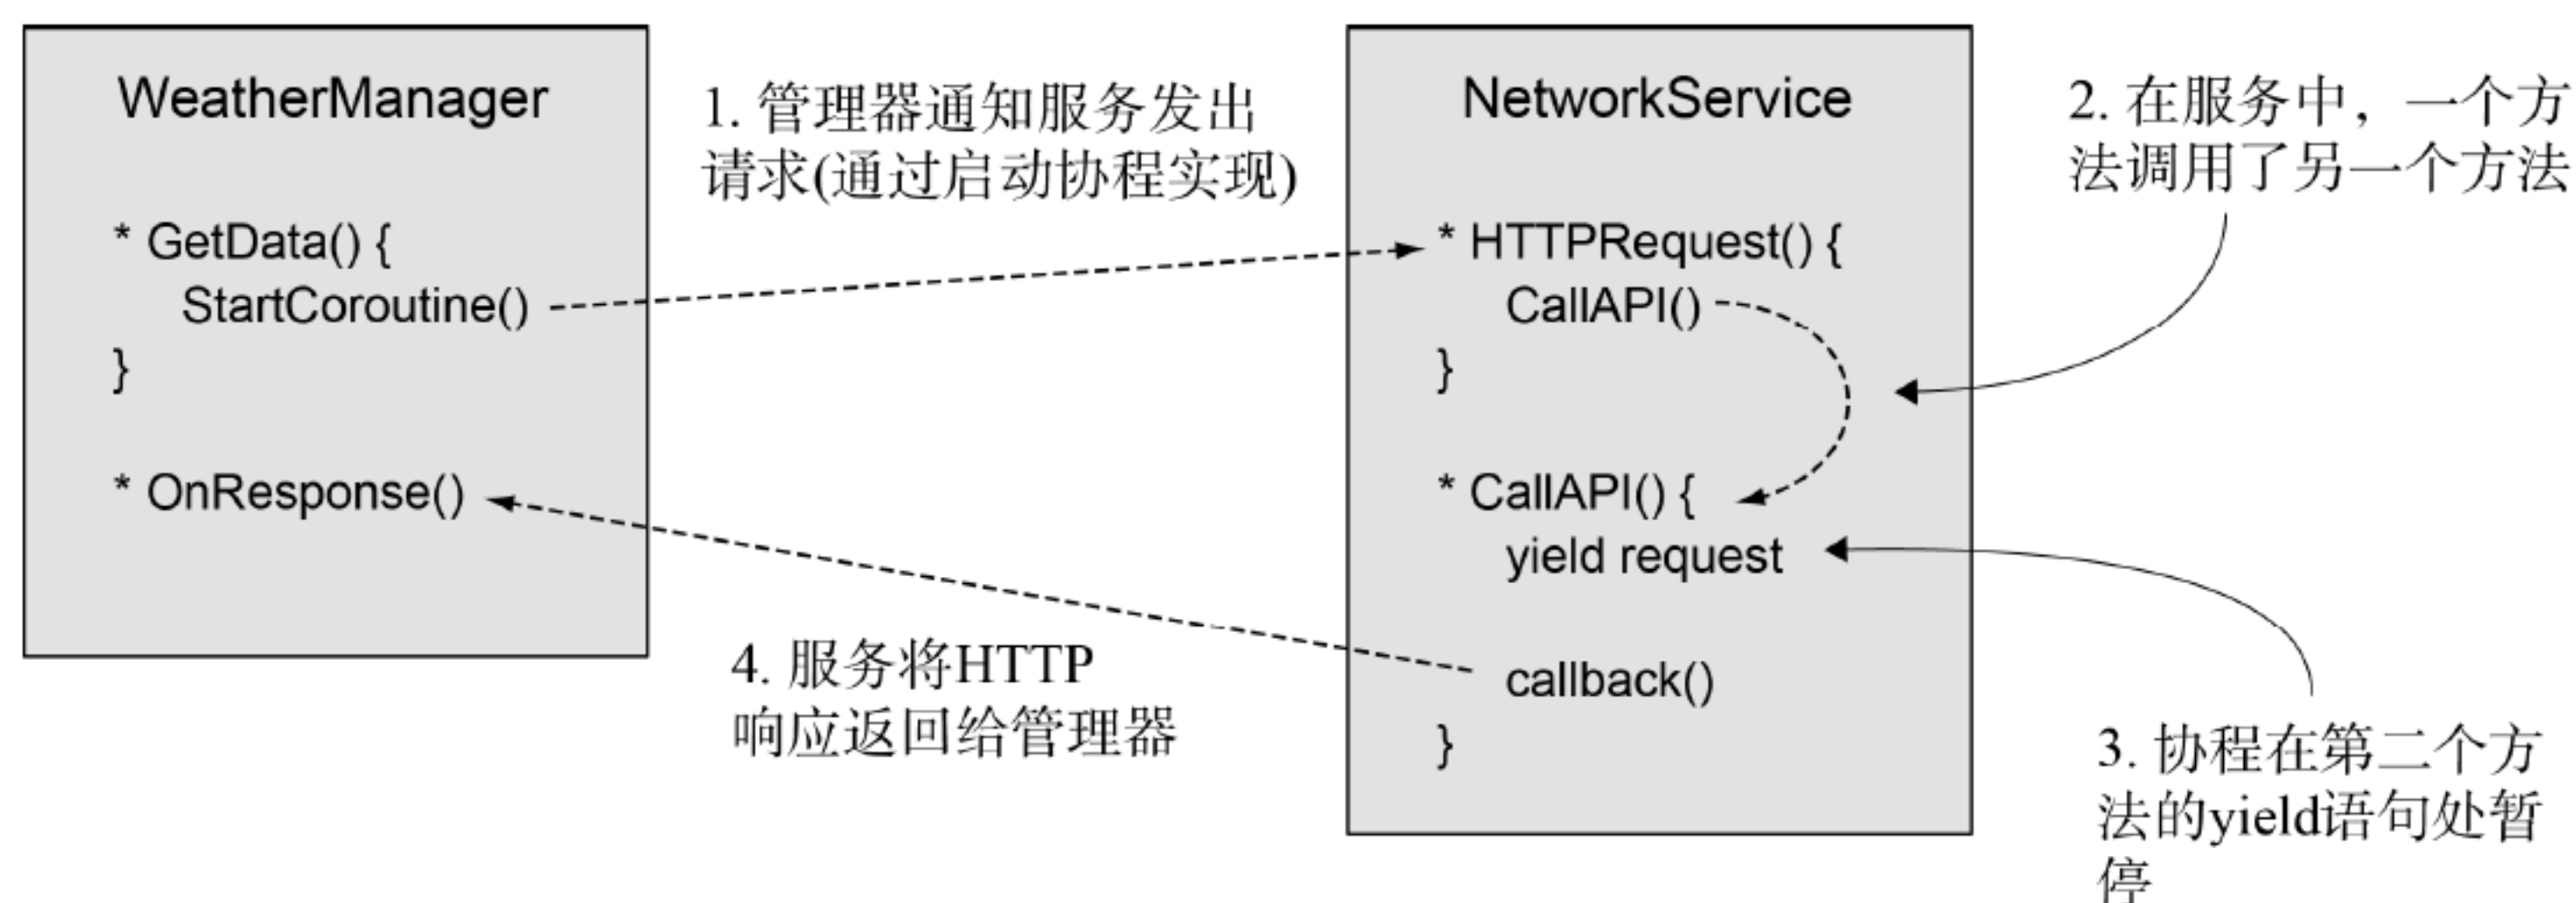 WeatherManager
* GetData() {
StartCoroutine()
}
* OnResponse()
1. 管理器通知服务发出
请求(通过启动协程实现)
4. 服务将HTTP
响应返回给管理器
NetworkService
* HTTPRequest() {
CallAPI()
}
* CallAPI() {
yield request
callback()
}
2. 在服务中，一个方
法调用了另一个方法
3. 协程在第二个方
法的yield语句处暂
停